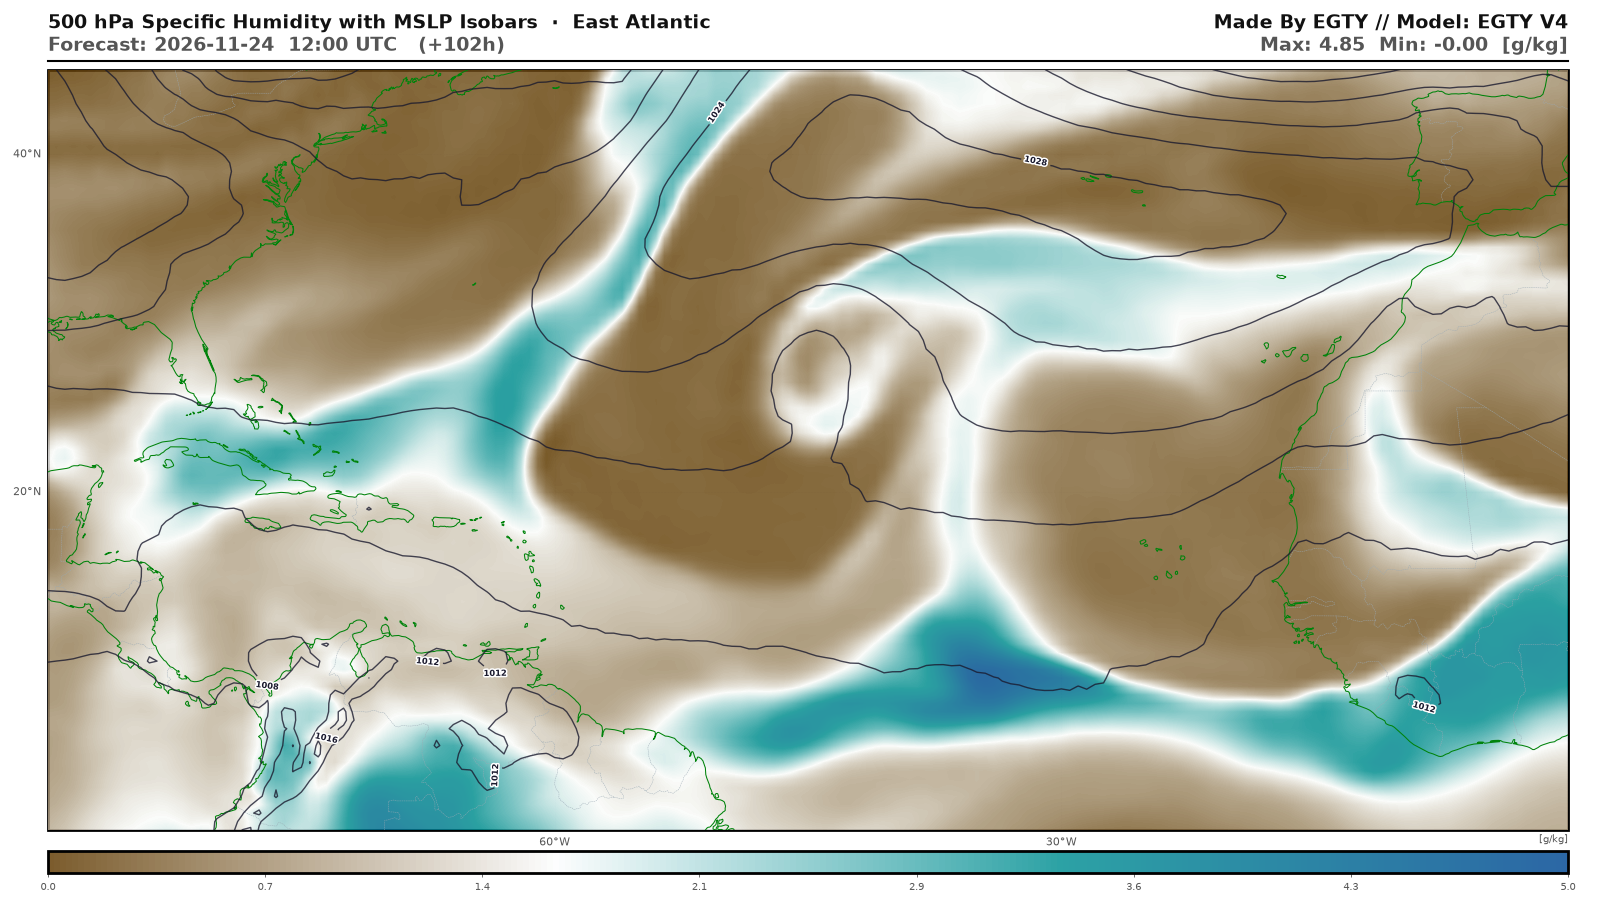 500 hPa Specific Humidity with MSLP Isobars · East Atlantic
Made By EGTY // Model: EGTY V4
Forecast: 2026-11-24 12:00 UTC (+102h)
Max: 4.85 Min: -0.00 [g/kg]
1024
40°N
1028
20°N
1012
1012
1008
1012
1016
1012
60°W
30°W
[g/kg]
0.0
0.7
1.4
2.1
2.9
3.6
4.3
5.0